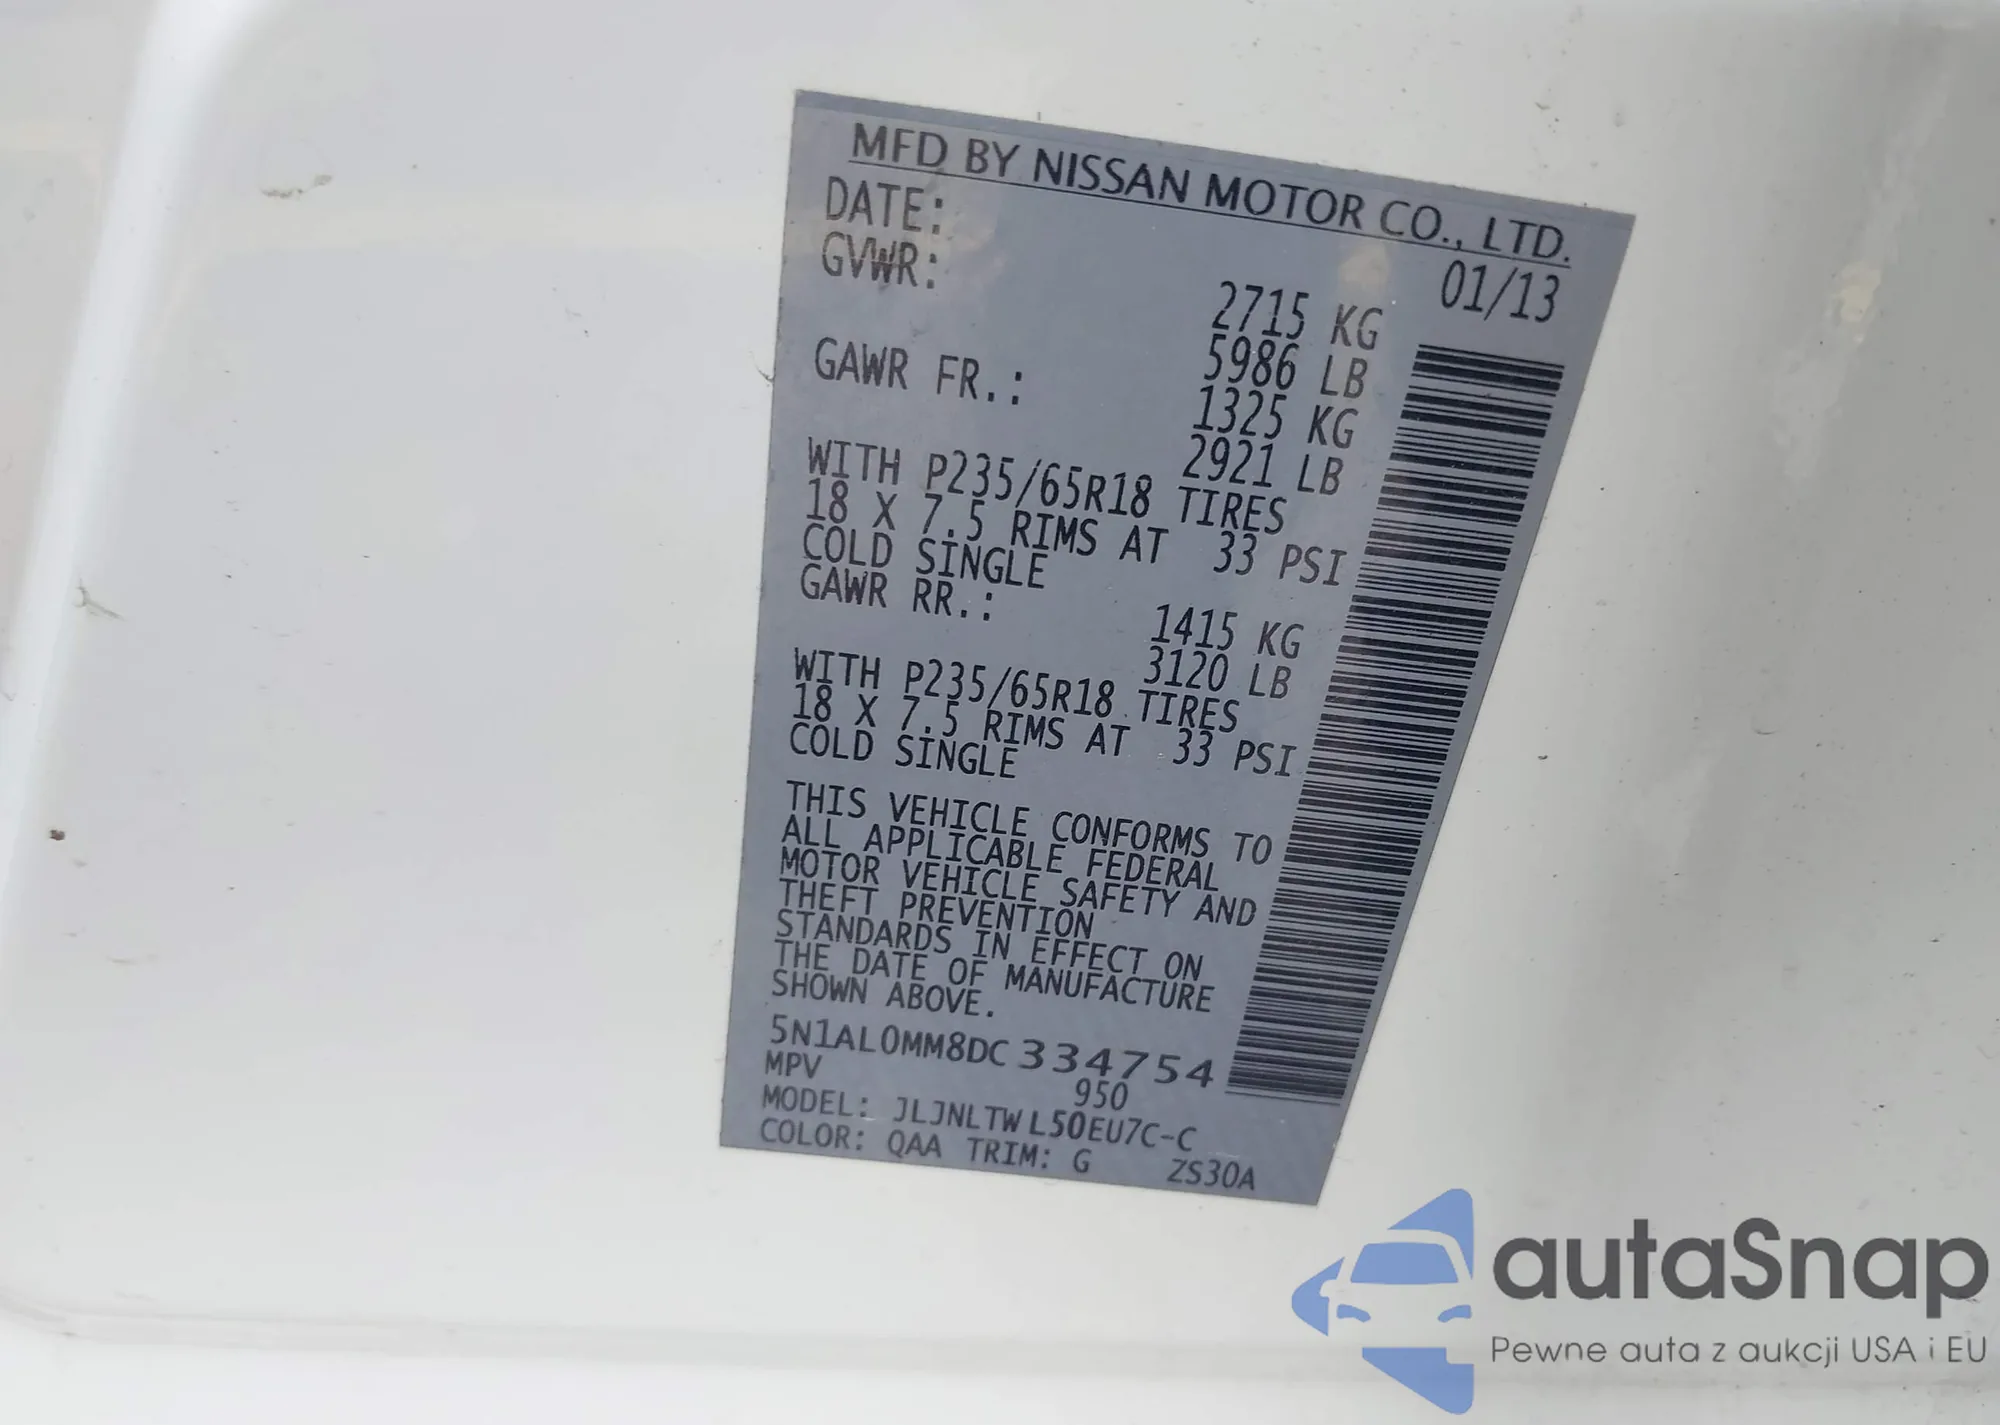 MFD BY NISSAN MOTOR CO., LTD.
DATE: 01/13
GVWR: 2715 KG
5986 LB
GAWR FR.: 1325 KG
2921 LB
WITH P235/65R18 TIRES
18 X 7.5 RIMS AT 33 PSI
COLD SINGLE
GAWR RR.: 1415 KG
3120 LB
WITH P235/65R18 TIRES
18 X 7.5 RIMS AT 33 PSI
COLD SINGLE
THIS VEHICLE CONFORMS TO
ALL APPLICABLE FEDERAL
MOTOR VEHICLE SAFETY AND
THEFT PREVENTION
STANDARDS IN EFFECT ON
THE DATE OF MANUFACTURE
SHOWN ABOVE.
5N1AL0MM8DC334754
MPV 950
MODEL: JLJNLTWL50EU7C-C
COLOR: QAA TRIM: G ZS30A
autaSnap
Pewne auta z aukcji USA i EU